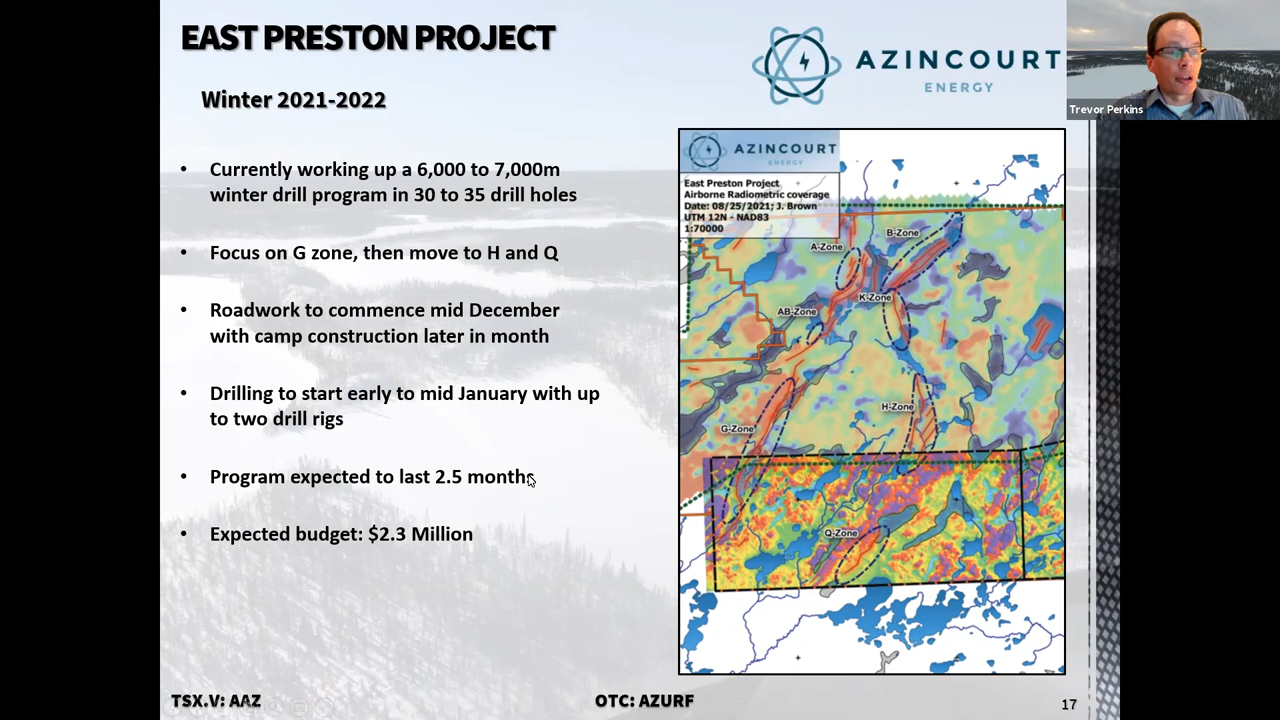 EAST PRESTON PROJECT
AZINCOURT
ENERGY
Trevor Perkins
Winter 2021-2022
• Currently working up a 6,000 to 7,000m
winter drill program in 30 to 35 drill holes
• Focus on G zone, then move to H and Q
• Roadwork to commence mid December
with camp construction later in month
• Drilling to start early to mid January with up
to two drill rigs
• Program expected to last 2.5 months
• Expected budget: $2.3 Million
AZINCOURT
ENERGY
East Preston Project
Airborne Radiometric coverage
Date: 08/25/2021; J. Brown
UTM 12N - NAD83
1:70000
B-Zone
A-Zone
K-Zone
AB-Zone
H-Zone
G-Zone
Q-Zone
TSX.V: AAZ
OTC: AZURF
17